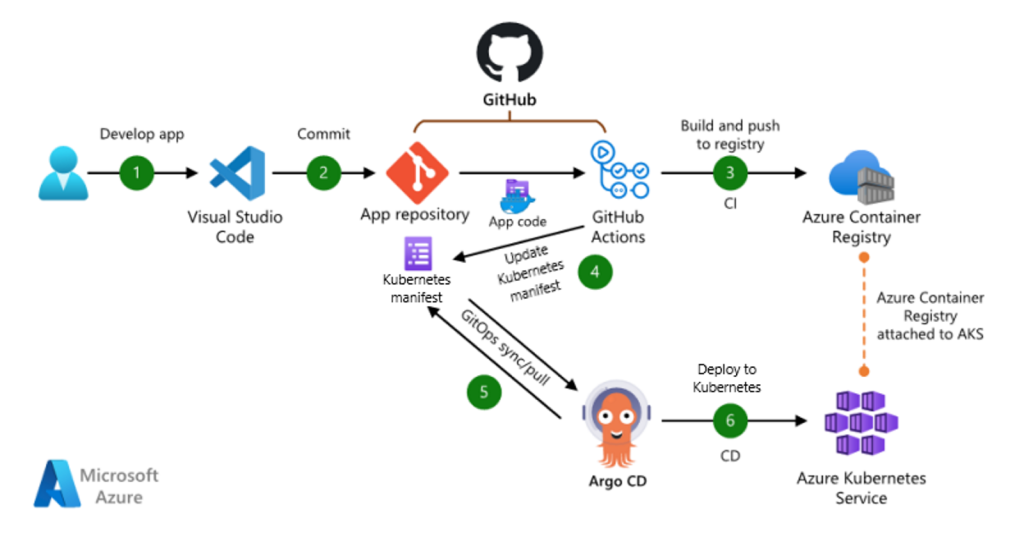 GitHub
Develop app
1
Visual Studio
Code
Commit
2
App repository
App code
GitHub
Actions
Build and push
to registry
3
CI
Azure Container
Registry
Update
Kubernetes
manifest
4
Kubernetes
manifest
GitOps sync/pull
5
Azure Container
Registry
attached to AKS
Argo CD
Deploy to
Kubernetes
6
CD
Azure Kubernetes
Service
Microsoft
Azure